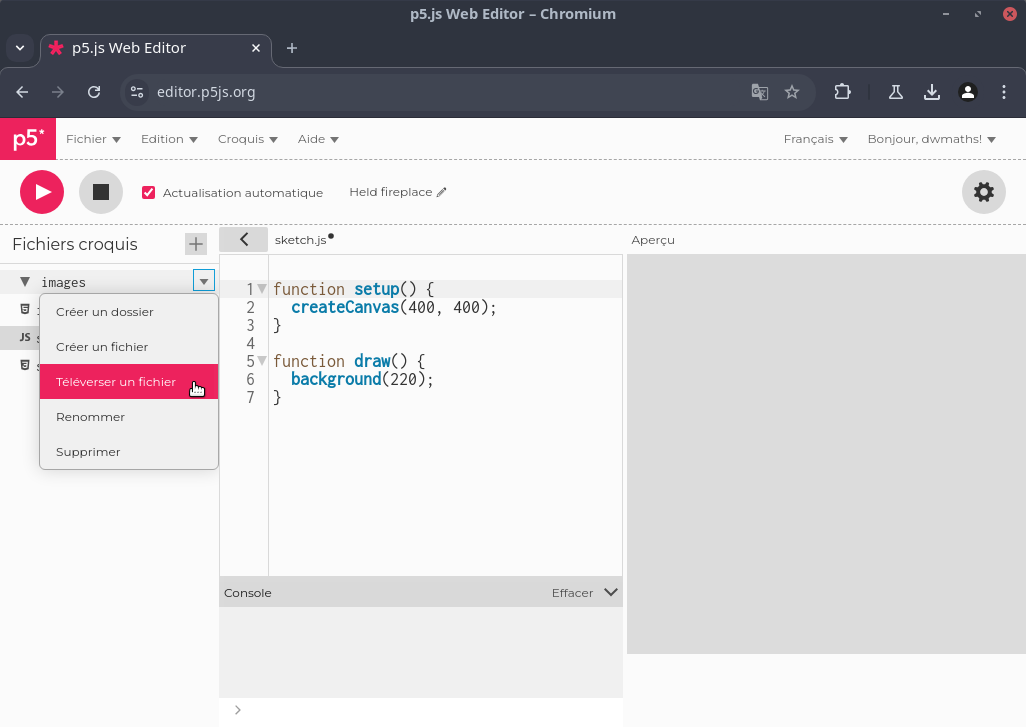 p5.js Web Editor – Chromium
p5.js Web Editor
editor.p5js.org
p5* Fichier Edition Croquis Aide Français Bonjour, dwmaths!
Actualisation automatique Held fireplace
Fichiers croquis
sketch.js
Aperçu
images
Créer un dossier
Créer un fichier
JS
Téléverser un fichier
Renommer
Supprimer
1 function setup() {
2 createCanvas(400, 400);
3 }
4
5 function draw() {
6 background(220);
7 }
Console Effacer
>